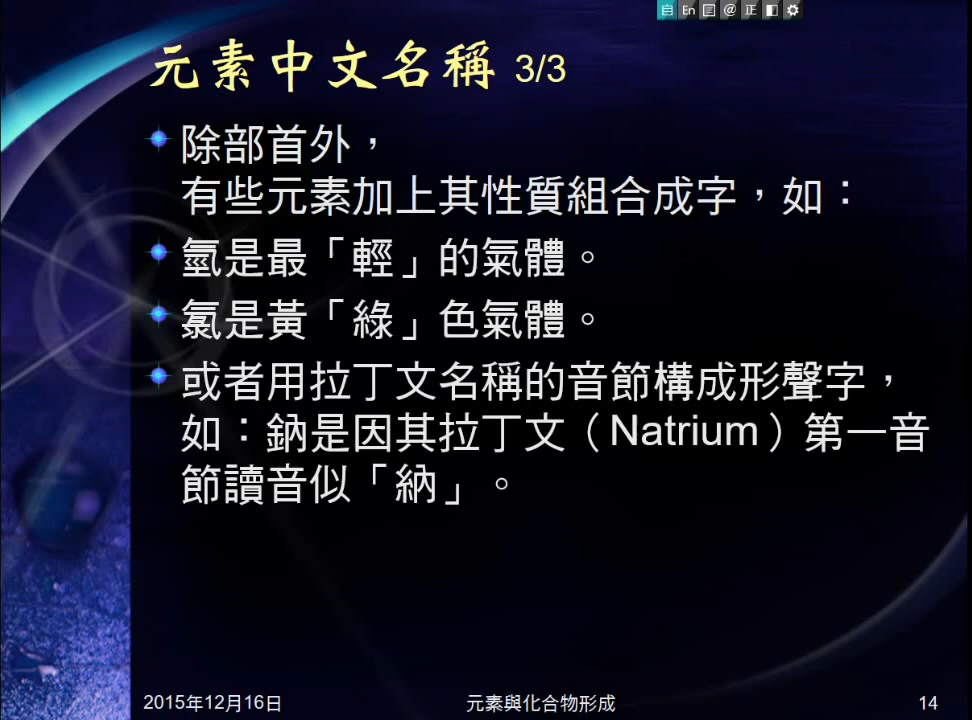 自 En @ 正
元素中文名稱 3/3
除部首外，
有些元素加上其性質組合成字，如：
氫是最「輕」的氣體。
氯是黃「綠」色氣體。
或者用拉丁文名稱的音節構成形聲字，
如：鈉是因其拉丁文（Natrium）第一音
節讀音似「納」。
2015年12月16日
元素與化合物形成
14